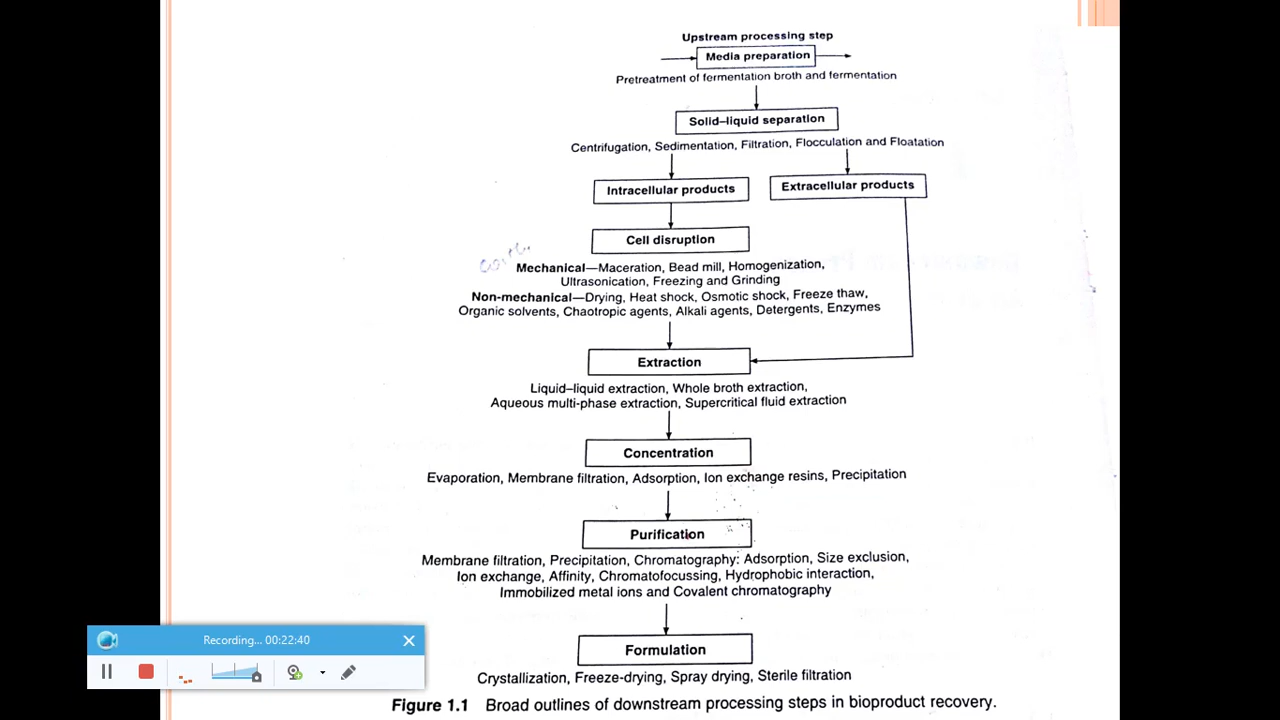 Upstream processing step
Media preparation
Pretreatment of fermentation broth and fermentation
Solid–liquid separation
Centrifugation, Sedimentation, Filtration, Flocculation and Floatation
Intracellular products
Extracellular products
Cell disruption
Mechanical—Maceration, Bead mill, Homogenization,
Ultrasonication, Freezing and Grinding
Non-mechanical—Drying, Heat shock, Osmotic shock, Freeze thaw,
Organic solvents, Chaotropic agents, Alkali agents, Detergents, Enzymes
Extraction
Liquid–liquid extraction, Whole broth extraction,
Aqueous multi-phase extraction, Supercritical fluid extraction
Concentration
Evaporation, Membrane filtration, Adsorption, Ion exchange resins, Precipitation
Purification
Membrane filtration, Precipitation, Chromatography: Adsorption, Size exclusion,
Ion exchange, Affinity, Chromatofocussing, Hydrophobic interaction,
Immobilized metal ions and Covalent chromatography
Formulation
Crystallization, Freeze-drying, Spray drying, Sterile filtration
Figure 1.1 Broad outlines of downstream processing steps in bioproduct recovery.
Recording... 00:22:40